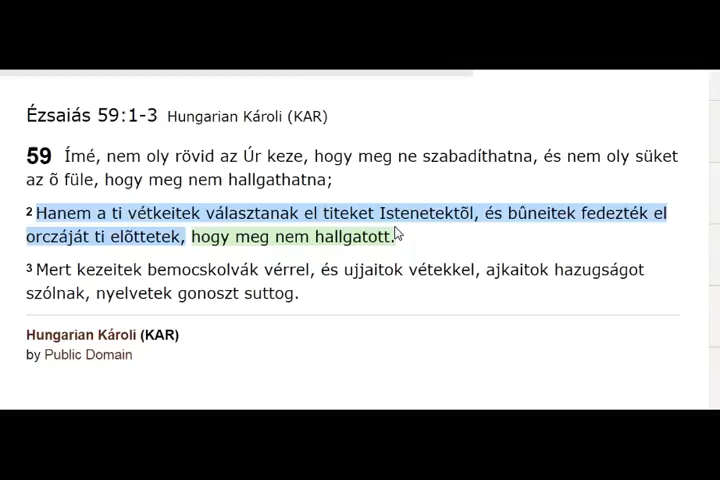 Ézsaiás 59:1-3 Hungarian Károli (KAR)
59 Ímé, nem oly rövid az Úr keze, hogy meg ne szabadíthatna, és nem oly süket
az õ füle, hogy meg nem hallgathatna;
2 Hanem a ti vétkeitek választanak el titeket Istenetektõl, és bûneitek fedezték el
orczáját ti elõttetek, hogy meg nem hallgatott.
3 Mert kezeitek bemocskolvák vérrel, és ujjaitok vétekkel, ajkaitok hazugságot
szólnak, nyelvetek gonoszt suttog.
Hungarian Károli (KAR)
by Public Domain